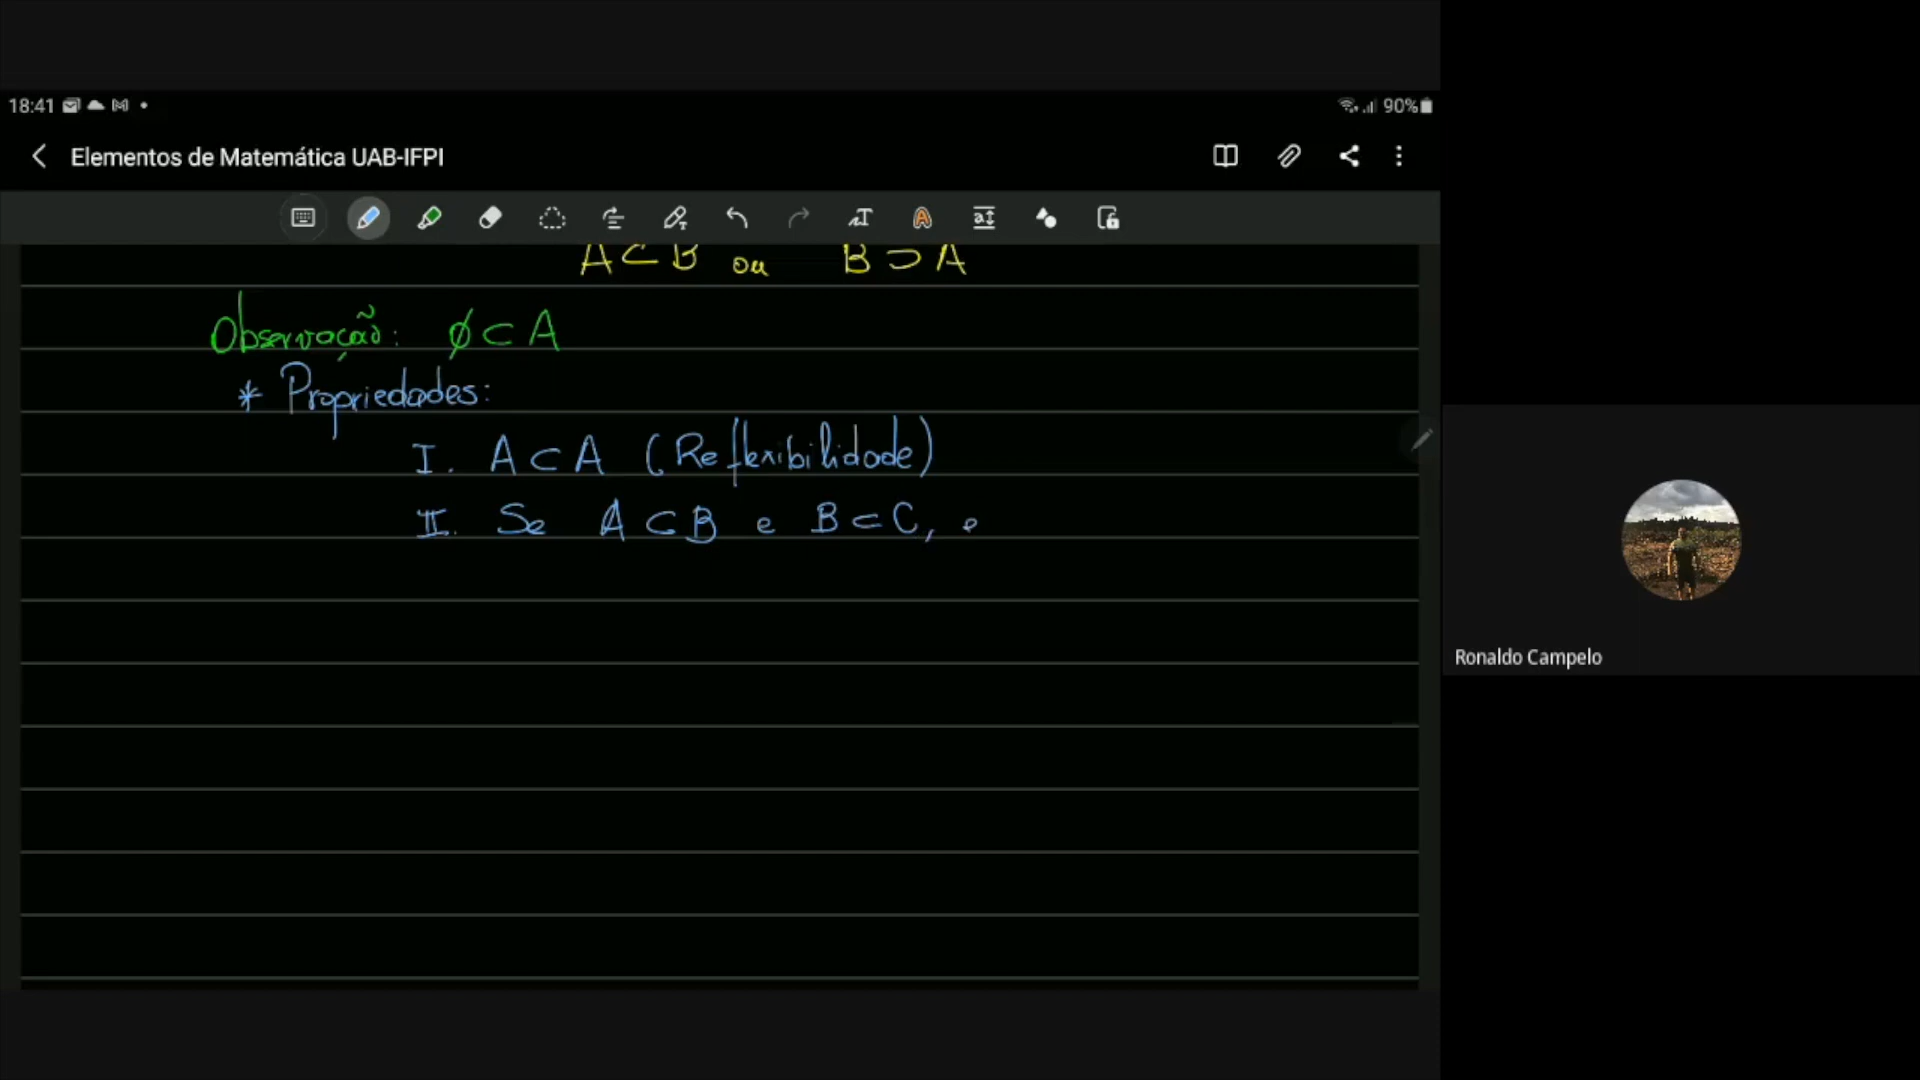 18:41
90%
Elementos de Matemática UAB-IFPI
A ⊂ B ou B ⊃ A
Observação: ∅ ⊂ A
* Propriedades:
I. A ⊂ A (Reflexibilidade)
II. Se A ⊂ B e B ⊂ C, e
Ronaldo Campelo